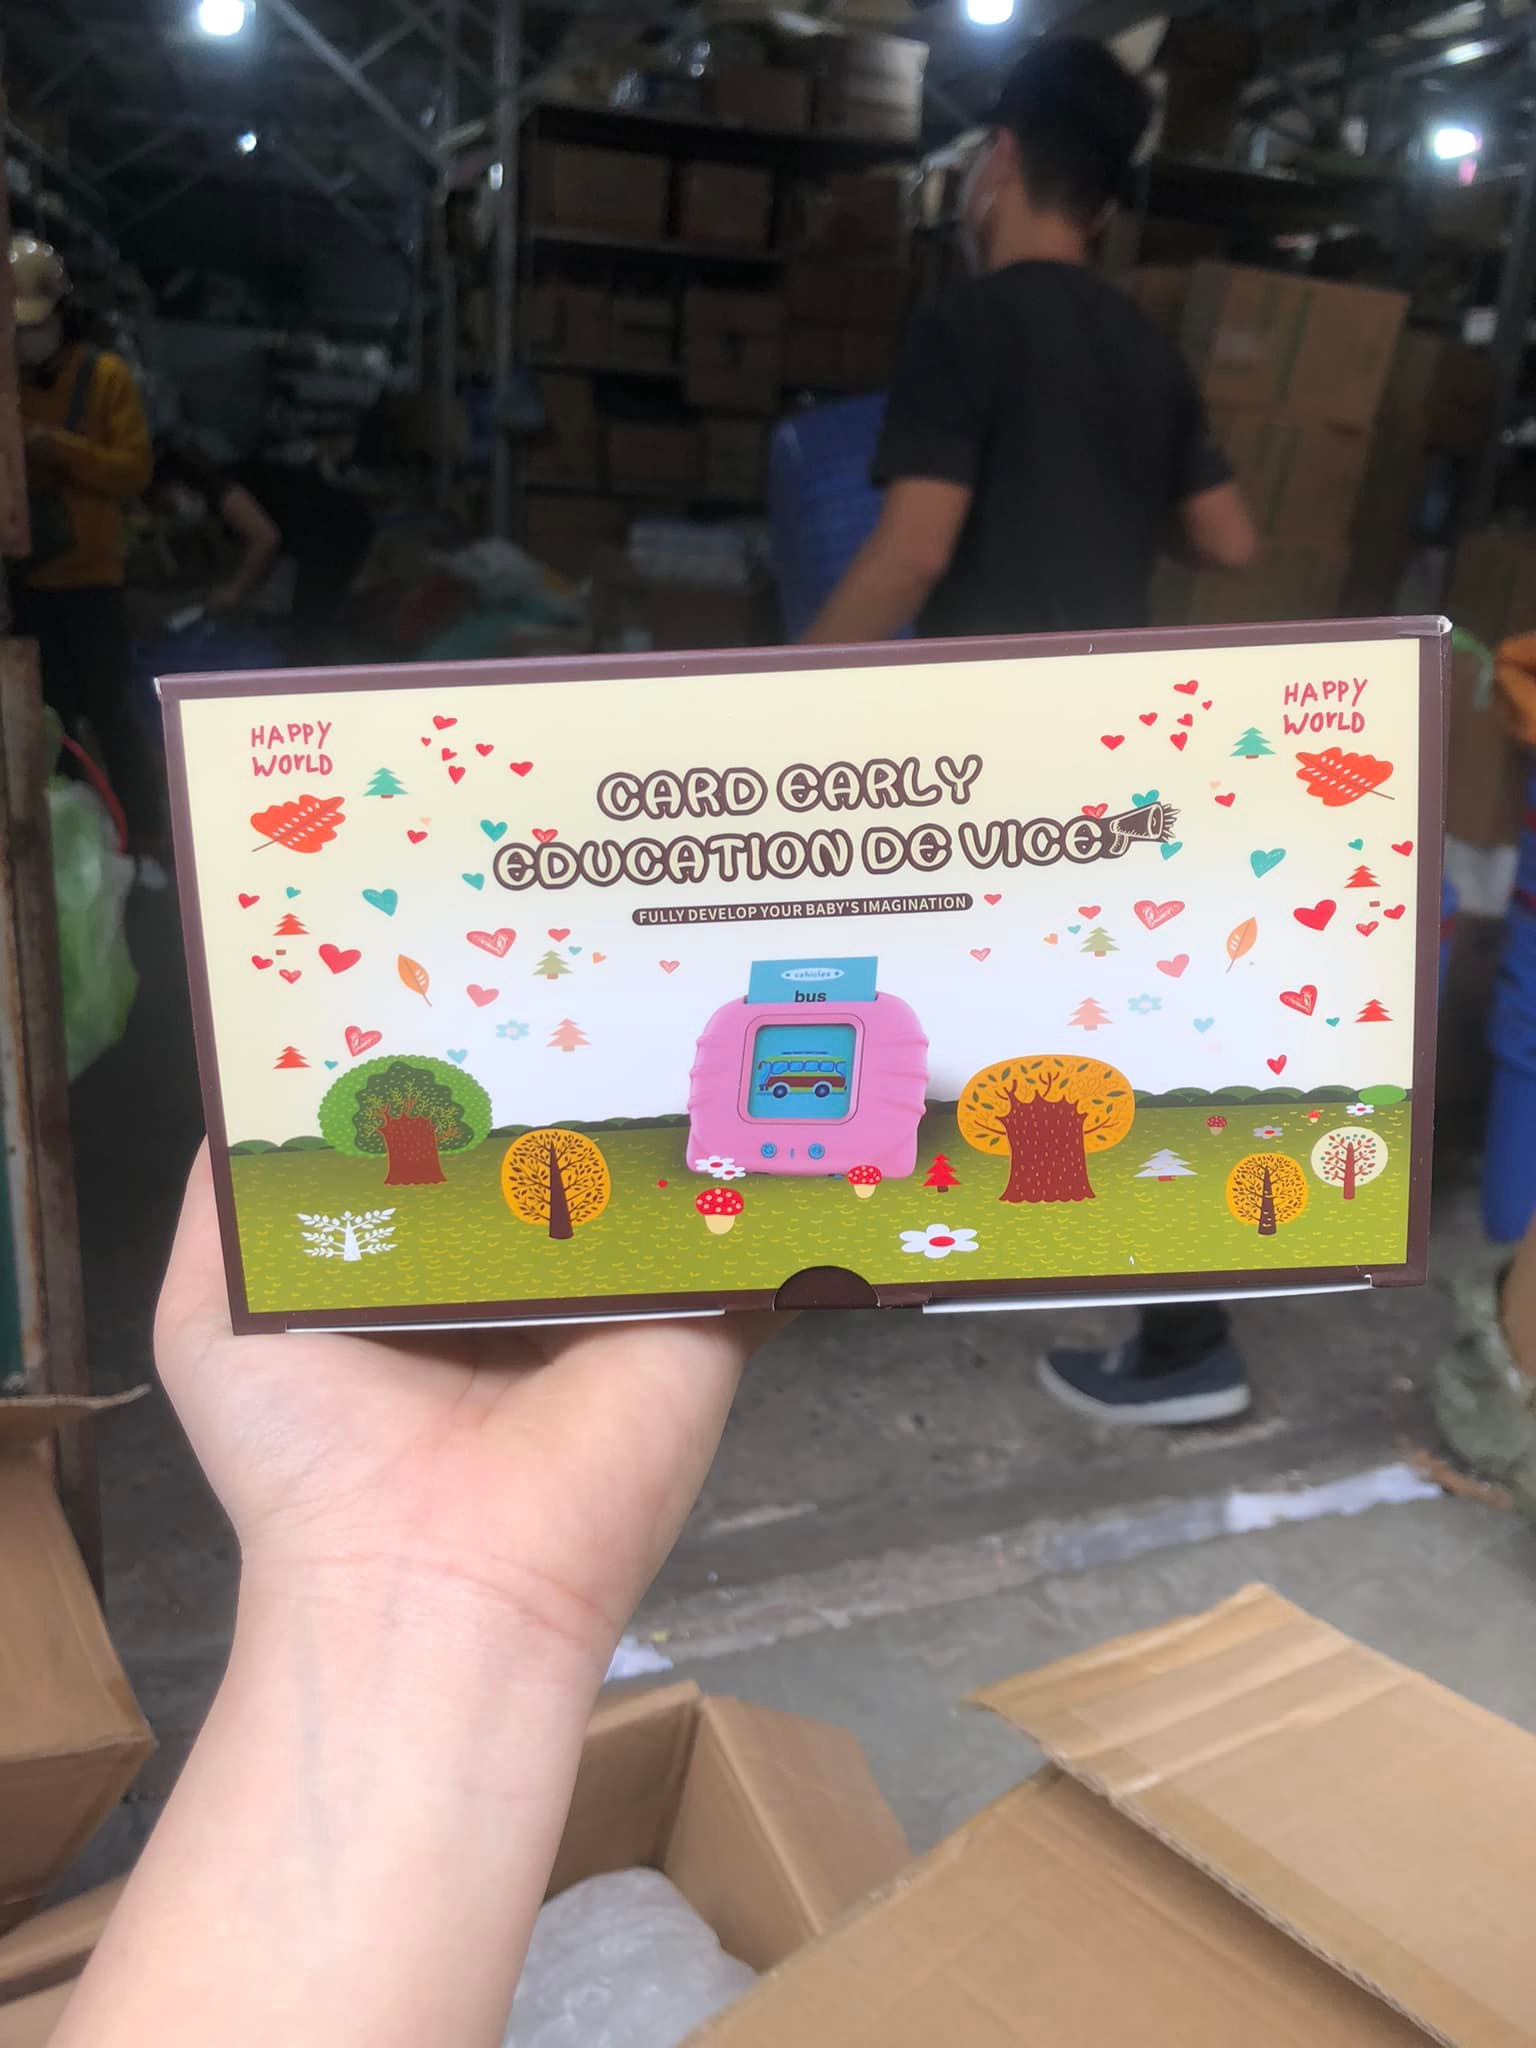 HAPPY
WORLD
HAPPY
WORLD
CARD EARLY
EDUCATION DE VICE
FULLY DEVELOP YOUR BABY'S IMAGINATION
vehicles
bus